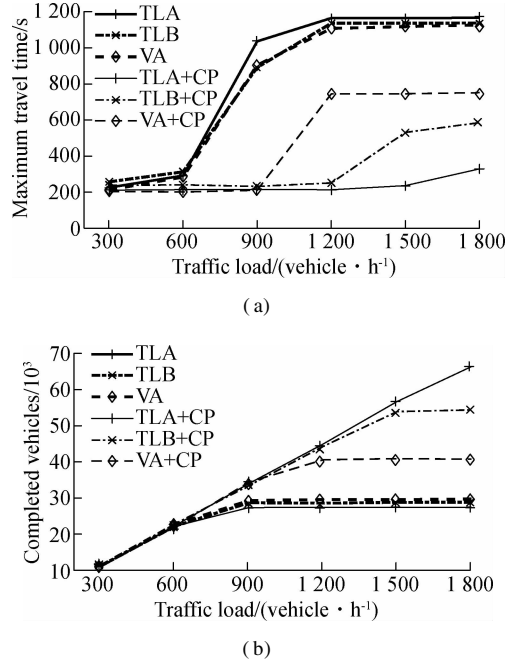 1 200
1 000
800
600
400
200
0
Maximum travel time/s
TLA
TLB
VA
TLA+CP
TLB+CP
VA+CP
300 600 900 1 200 1 500 1 800
Traffic load/(vehicle · h⁻¹)
(a)
70
60
50
40
30
20
10
Completed vehicles/10³
TLA
TLB
VA
TLA+CP
TLB+CP
VA+CP
300 600 900 1 200 1 500 1 800
Traffic load/(vehicle · h⁻¹)
(b)